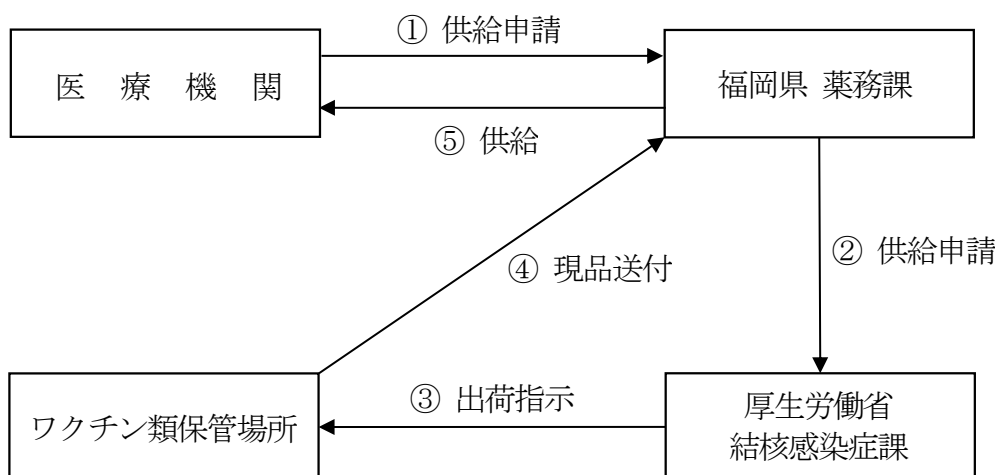 ① 供給申請
医 療 機 関
福岡県 薬務課
⑤ 供給
② 供給申請
④ 現品送付
③ 出荷指示
ワクチン類保管場所
厚生労働省
結核感染症課